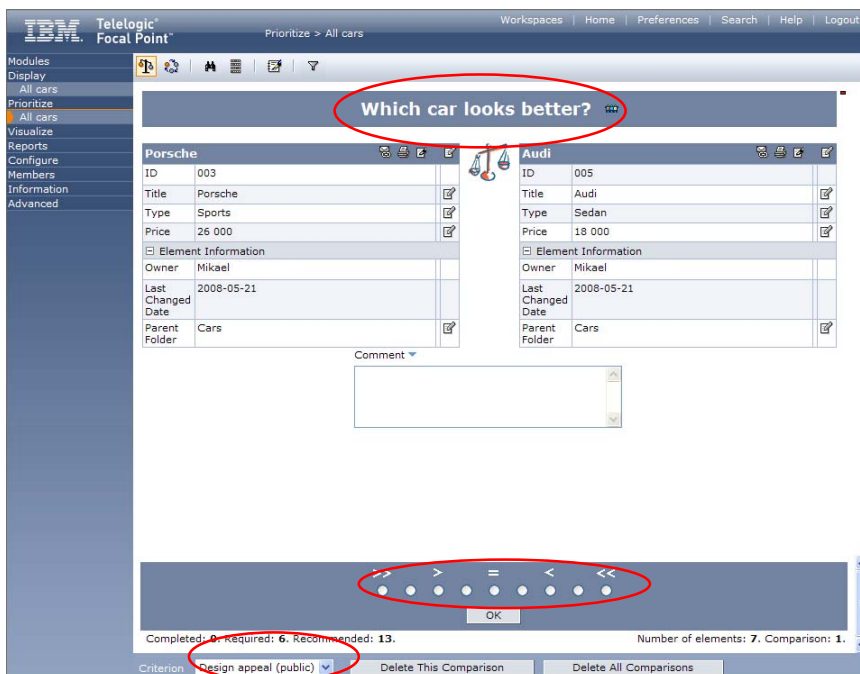 IBM. Telelogic® Focal Point™
Prioritize > All cars
Workspaces | Home | Preferences | Search | Help | Logout
Modules
Display
All cars
Prioritize
All cars
Visualize
Reports
Configure
Members
Information
Advanced
Which car looks better?
Porsche
ID 003
Title Porsche
Type Sports
Price 26 000
Element Information
Owner Mikael
Last Changed Date 2008-05-21
Parent Folder Cars
Audi
ID 005
Title Audi
Type Sedan
Price 18 000
Element Information
Owner Mikael
Last Changed Date 2008-05-21
Parent Folder Cars
Comment
>> > = < <<
OK
Completed: 0. Required: 6. Recommended: 13.
Number of elements: 7. Comparison: 1.
Criterion Design appeal (public) Delete This Comparison Delete All Comparisons